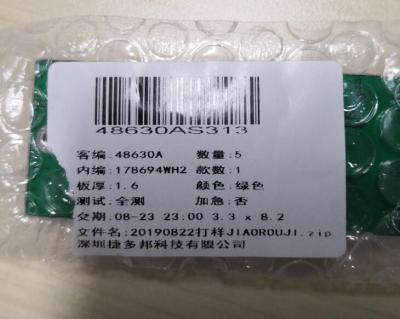 48630AS313
客编:48630A 数量:5
内编:178694WH2 款数:1
板厚:1.6 颜色:绿色
测试:全测 加急:否
交期:08-23 23:00 3.3 x 8.2
文件名:20190822打样JIAOROUJI.zip
深圳捷多邦科技有限公司